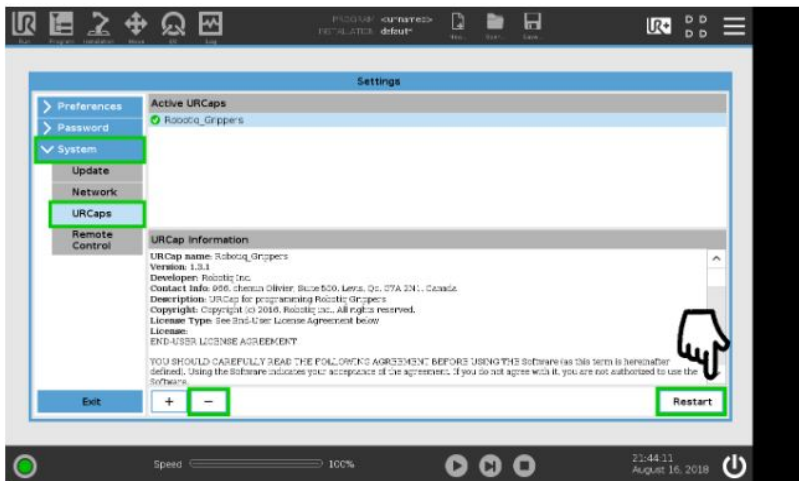 PROGRAM <unnamed>
INSTALLATION default*
Run
Program
Installation
Move
I/O
Log
New...
Open...
Save...
UR+
Settings
Preferences
Password
System
Update
Network
URCaps
Remote
Control
Exit
Active URCaps
Robotiq_Grippers
URCap Information
URCap name: Robotiq_Grippers
Version: 1.3.1
Developer: Robotiq Inc.
Contact Info: 966, chemin Olivier, Suite 500, Levis, Qc, G7A 2N1, Canada
Description: URCap for programming Robotiq Grippers
Copyright: Copyright (c) 2016, Robotiq inc., All rights reserved.
License Type: See End-User License Agreement below
License:
END-USER LICENSE AGREEMENT
YOU SHOULD CAREFULLY READ THE FOLLOWING AGREEMENT BEFORE USING THE Software (as this term is hereinafter
defined). Using the Software indicates your acceptance of the agreement. If you do not agree with it, you are not authorized to use the
Software.
+
−
Restart
Speed
100%
21:44:11
August 16, 2018